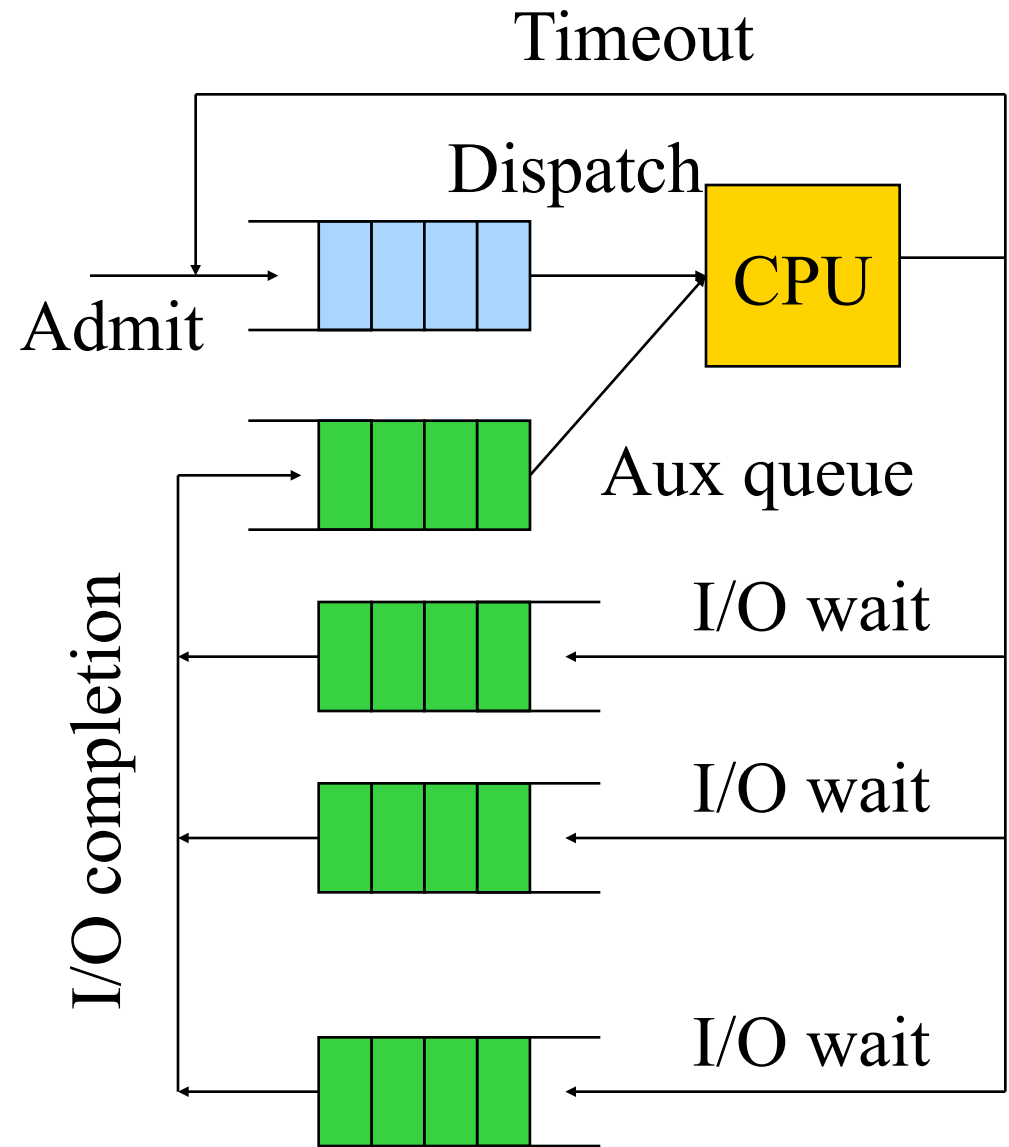 Timeout
Dispatch
CPU
Admit
Aux queue
I/O wait
I/O completion
I/O wait
I/O wait